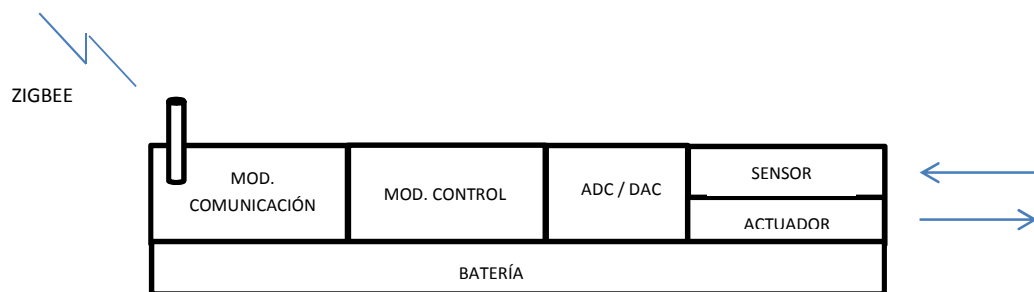 ZIGBEE
MOD.
COMUNICACIÓN
MOD. CONTROL
ADC / DAC
SENSOR
ACTUADOR
BATERÍA